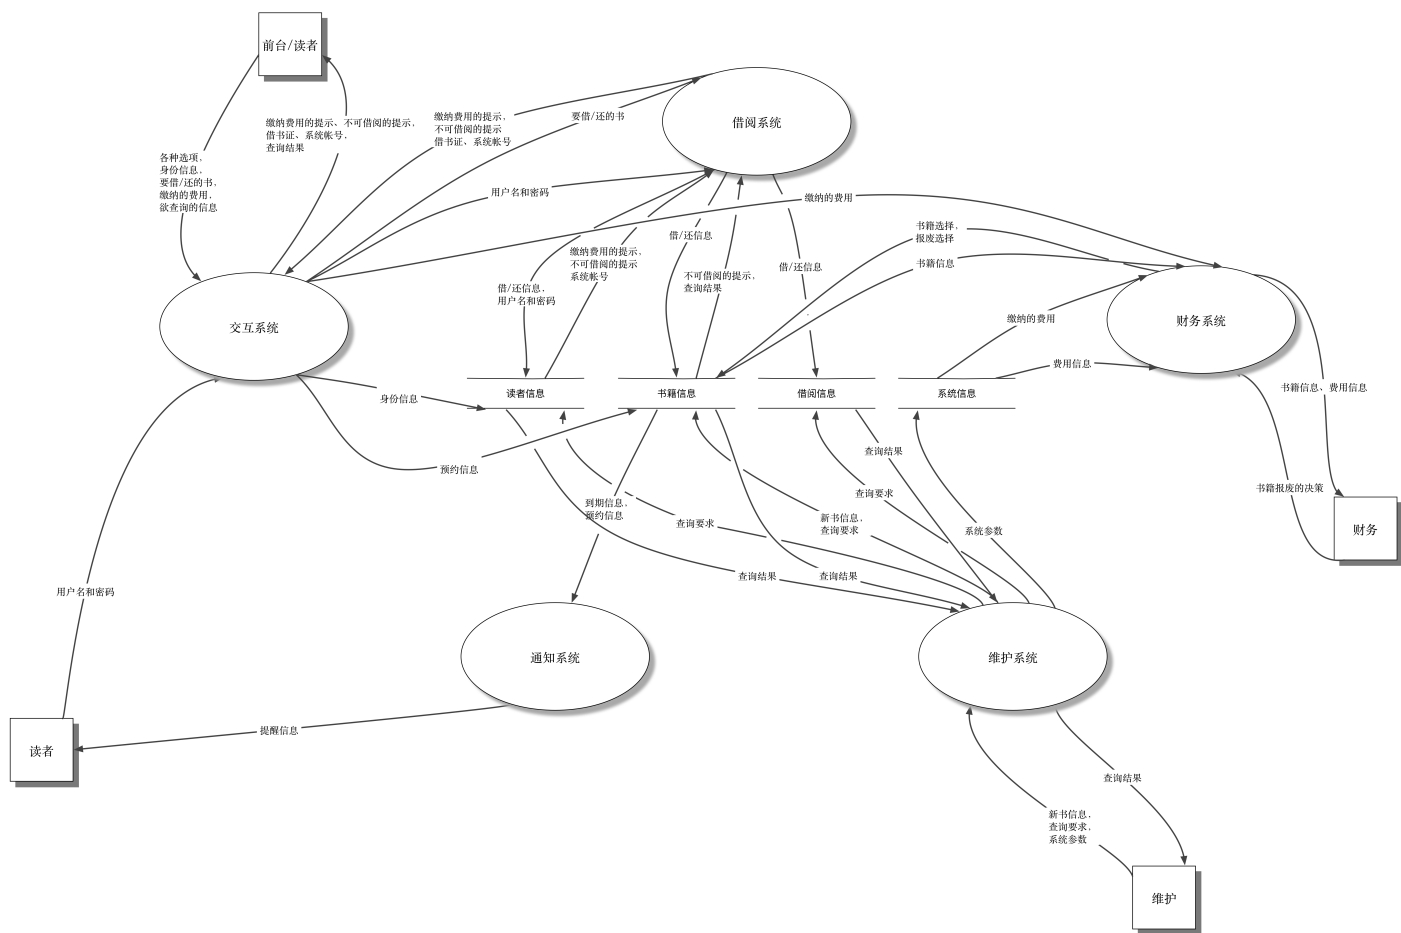 前台/读者
缴纳费用的提示、不可借阅的提示,
借书证、系统帐号,
查询结果
缴纳费用的提示,
不可借阅的提示
借书证、系统帐号
要借/还的书
借阅系统
各种选项,
身份信息,
要借/还的书,
缴纳的费用,
欲查询的信息
用户名和密码
缴纳的费用
借/还信息
书籍选择,
报废选择
缴纳费用的提示,
不可借阅的提示
系统帐号
借/还信息
书籍信息
不可借阅的提示,
查询结果
借/还信息,
用户名和密码
交互系统
缴纳的费用
财务系统
费用信息
身份信息
读者信息
书籍信息
借阅信息
系统信息
书籍信息、费用信息
预约信息
查询结果
查询要求
书籍报废的决策
到期信息,
预约信息
查询要求
新书信息,
查询要求
系统参数
财务
用户名和密码
查询结果
查询结果
通知系统
维护系统
提醒信息
读者
查询结果
新书信息,
查询要求,
系统参数
维护